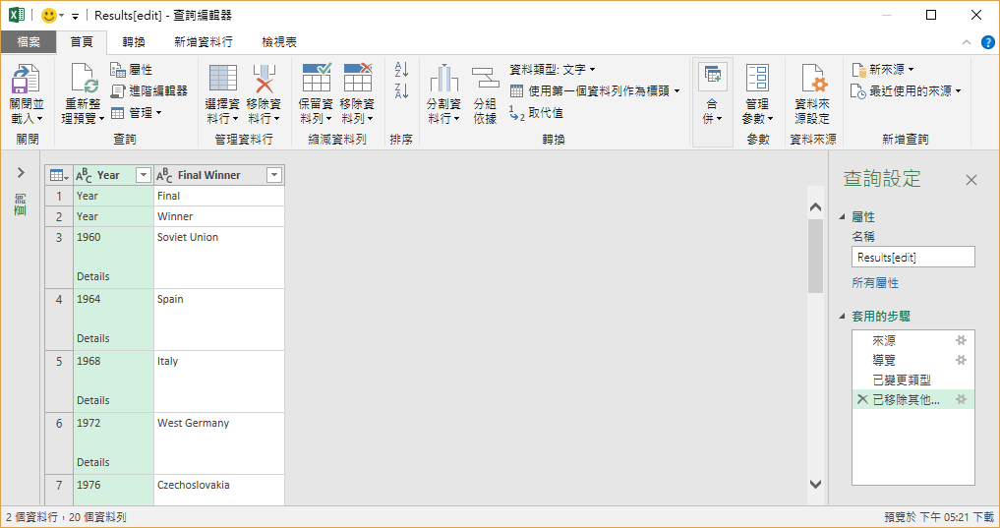 Results[edit] - 查詢編輯器
檔案 首頁 轉換 新增資料行 檢視表
關閉並載入
關閉
重新整理預覽
屬性
進階編輯器
管理
查詢
選擇資料行
移除資料行
管理資料行
保留資料列
移除資料列
縮減資料列
排序
分割資料行
分組依據
資料類型: 文字
使用第一個資料列作為標頭
取代值
轉換
合併
管理參數
參數
資料來源設定
資料來源
新來源
最近使用的來源
新增查詢
Year Final Winner
1 Year Final
2 Year Winner
3 1960 Soviet Union
Details
4 1964 Spain
Details
5 1968 Italy
Details
6 1972 West Germany
Details
7 1976 Czechoslovakia
查詢設定
屬性
名稱
Results[edit]
所有屬性
套用的步驟
來源
導覽
已變更類型
已移除其他...
2 個資料行，20 個資料列
預覽於 下午 05:21 下載